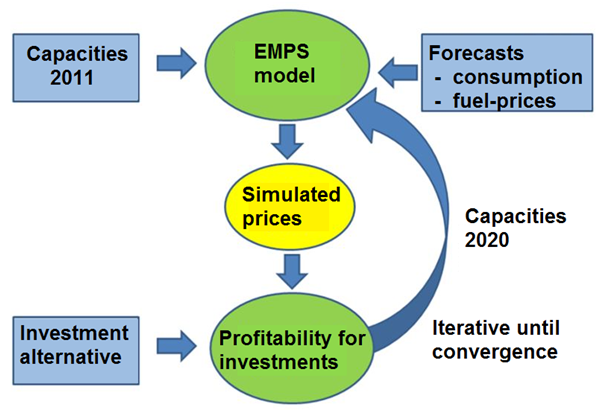 Capacities
2011
EMPS
model
Forecasts
- consumption
- fuel-prices
Simulated
prices
Capacities
2020
Investment
alternative
Profitability for
investments
Iterative until
convergence